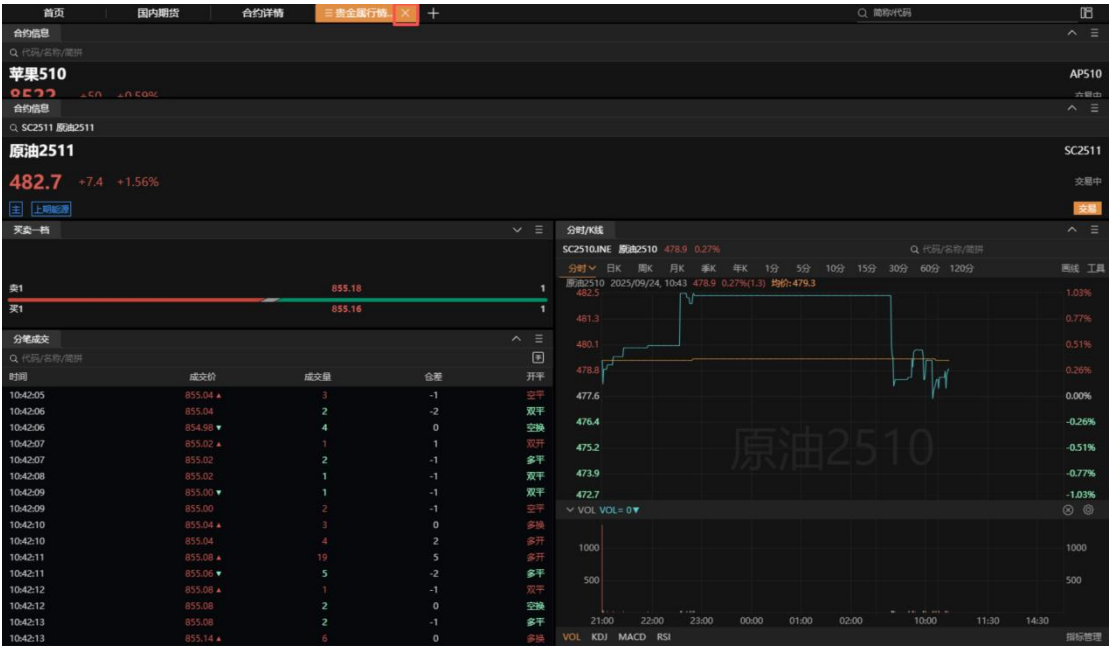 首页 国内期货 合约详情 三 贵金属行情.. × + 简称/代码
合约信息
代码/名称/简拼
苹果510 AP510
8522 +50 +0.59% 交易中
合约信息
SC2511 原油2511
原油2511 SC2511
482.7 +7.4 +1.56% 交易中
主 上期能源 交易
买卖一档
卖1 855.18 1
买1 855.16 1
分笔成交
代码/名称/简拼 手
时间 成交价 成交量 仓差 开平
10:42:05 855.04▲ 3 -1 空平
10:42:06 855.04 2 -2 双平
10:42:06 854.98▼ 4 0 空换
10:42:07 855.02▲ 1 1 双开
10:42:07 855.02 2 -1 多平
10:42:08 855.02 1 -1 双平
10:42:09 855.00▼ 1 -1 双平
10:42:09 855.00 2 -1 空平
10:42:10 855.04▲ 3 0 多换
10:42:10 855.04 4 2 多开
10:42:11 855.08▲ 19 5 多开
10:42:11 855.06▼ 5 -2 多平
10:42:12 855.08▲ 1 -1 双平
10:42:12 855.08 2 0 空换
10:42:13 855.08 2 -1 多平
10:42:13 855.14▲ 6 0 多换
分时/K线
SC2510.INE 原油2510 478.9 0.27% 代码/名称/简拼
分时 日K 周K 月K 季K 年K 1分 5分 10分 15分 30分 60分 120分 画线 工具
原油2510 2025/09/24, 10:43 478.9 0.27%(1.3) 均价:479.3
482.5 1.03%
481.3 0.77%
480.1 0.51%
478.8 0.26%
477.6 0.00%
476.4 -0.26%
原油2510
475.2 -0.51%
473.9 -0.77%
472.7 -1.03%
VOL VOL= 0▼
1000 1000
500 500
21:00 22:00 23:00 00:00 01:00 02:00 10:00 11:30 14:30
VOL KDJ MACD RSI 指标管理